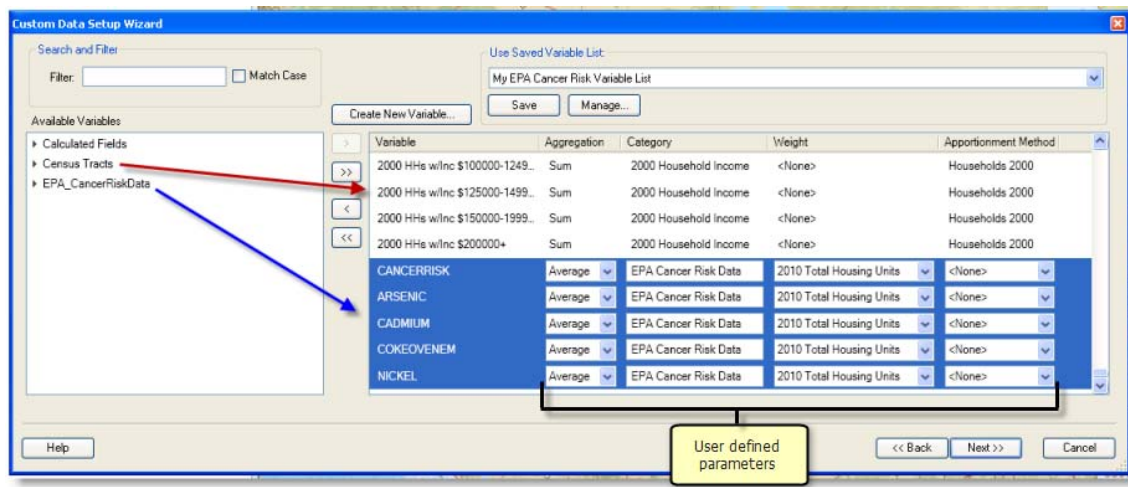 Custom Data Setup Wizard
Search and Filter
Filter:
Match Case
Use Saved Variable List:
My EPA Cancer Risk Variable List
Save
Manage...
Create New Variable...
Available Variables
Calculated Fields
Census Tracts
EPA_CancerRiskData
>
>>
<
<<
Variable Aggregation Category Weight Apportionment Method
2000 HHs w/Inc $100000-1249... Sum 2000 Household Income <None> Households 2000
2000 HHs w/Inc $125000-1499... Sum 2000 Household Income <None> Households 2000
2000 HHs w/Inc $150000-1999... Sum 2000 Household Income <None> Households 2000
2000 HHs w/Inc $200000+ Sum 2000 Household Income <None> Households 2000
CANCERRISK Average EPA Cancer Risk Data 2010 Total Housing Units <None>
ARSENIC Average EPA Cancer Risk Data 2010 Total Housing Units <None>
CADMIUM Average EPA Cancer Risk Data 2010 Total Housing Units <None>
COKEOVENEM Average EPA Cancer Risk Data 2010 Total Housing Units <None>
NICKEL Average EPA Cancer Risk Data 2010 Total Housing Units <None>
User defined
parameters
Help
<< Back
Next >>
Cancel